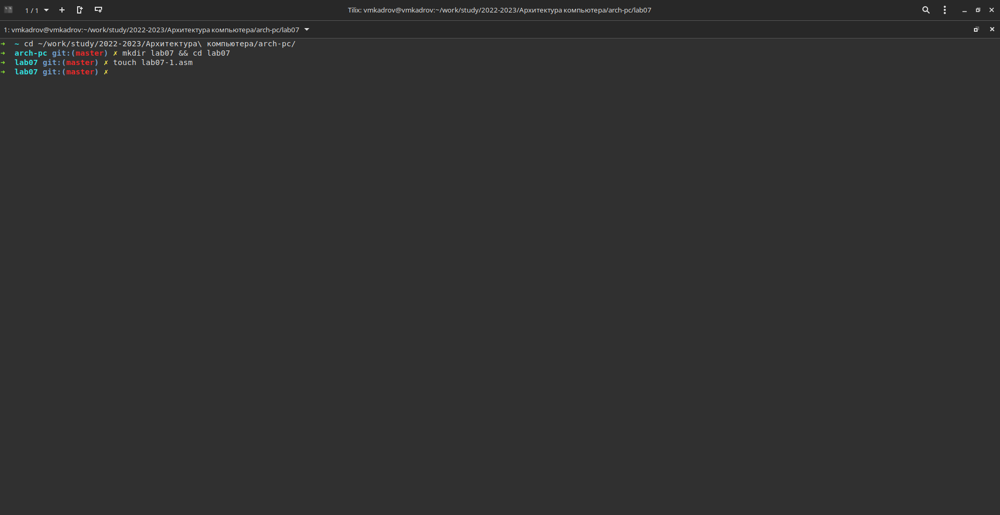 1 / 1
Tilix: vmkadrov@vmkadrov:~/work/study/2022-2023/Архитектура компьютера/arch-pc/lab07
1: vmkadrov@vmkadrov:~/work/study/2022-2023/Архитектура компьютера/arch-pc/lab07
➜ ~ cd ~/work/study/2022-2023/Архитектура\ компьютера/arch-pc/
➜ arch-pc git:(master) ✗ mkdir lab07 && cd lab07
➜ lab07 git:(master) ✗ touch lab07-1.asm
➜ lab07 git:(master) ✗